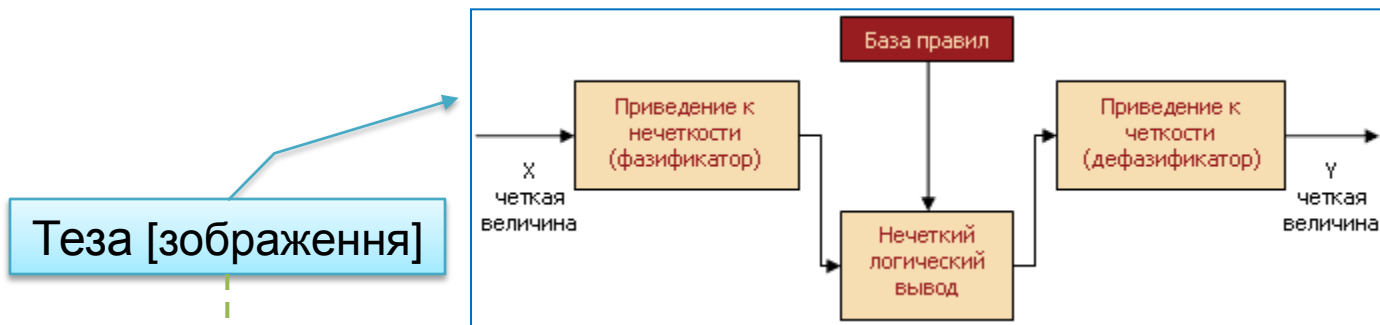 База правил
Приведение к
нечеткости
(фазификатор)
Приведение к
четкости
(дефазификатор)
X
четкая
величина
Y
четкая
величина
Теза [зображення]
Нечеткий
логический
вывод